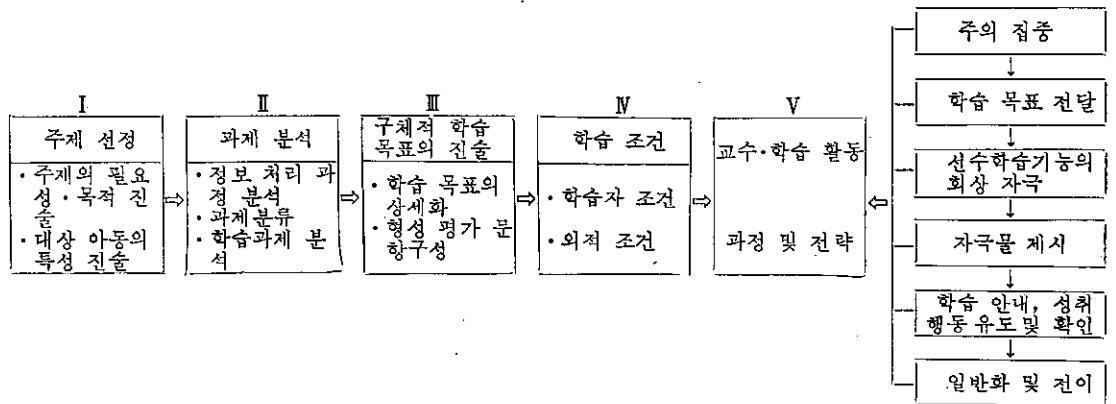 I
주제 선정
· 주제의 필요
성·목적 진
술
· 대상 아동의
특성 진술
Ⅱ
과제 분석
· 정보 처리 과
정 분석
· 과제분류
· 학습과제 분
석
Ⅲ
구체적 학습
목표의 진술
· 학습 목표의
상세화
· 형성 평가 문
항구성
Ⅳ
학습 조건
· 학습자 조건
· 외적 조건
Ⅴ
교수·학습 활동
과정 및 전략
주의 집중
학습 목표 전달
선수학습기능의
회상 자극
자극물 제시
학습 안내, 성취
행동 유도 및 확인
일반화 및 전이